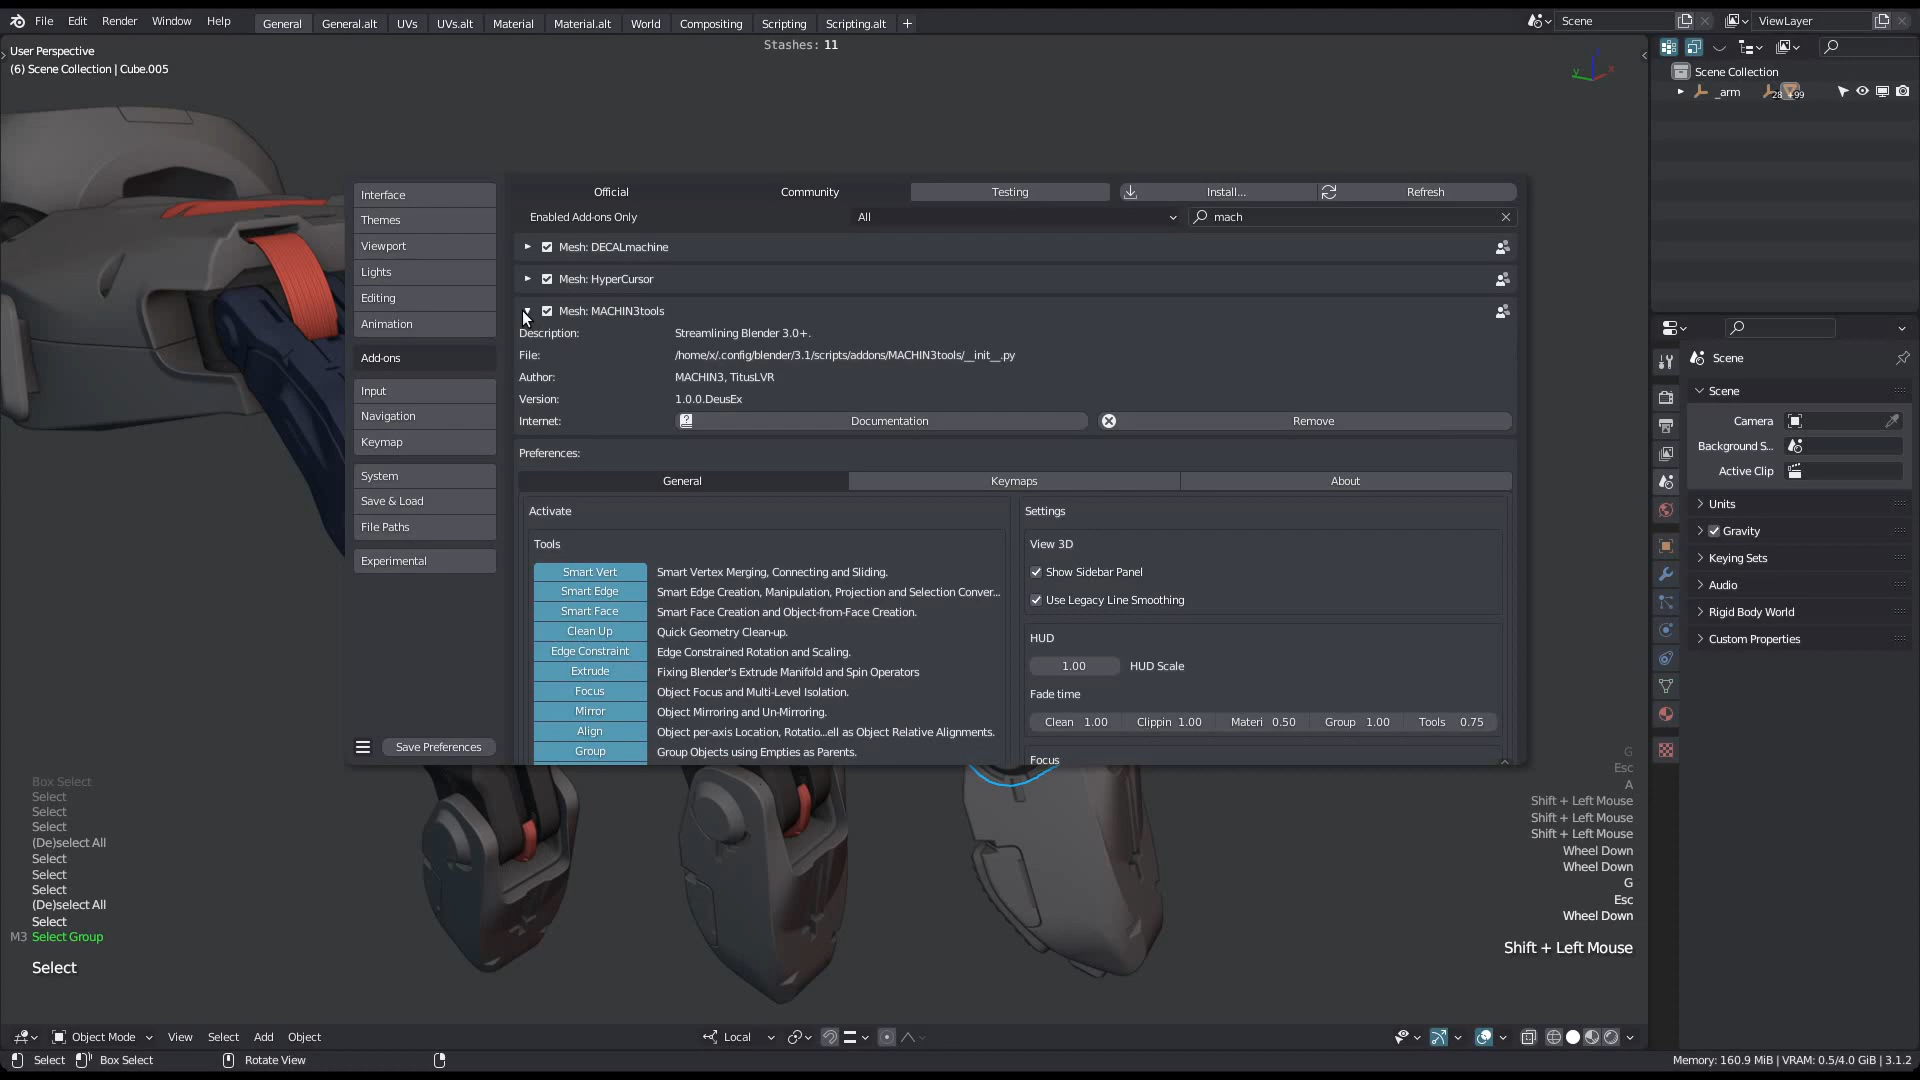 File Edit Render Window Help General General.alt UVs UVs.alt Material Material.alt World Compositing Scripting Scripting.alt + Scene ViewLayer
User Perspective
(6) Scene Collection | Cube.005
Stashes: 11
Scene Collection
_arm 28 +99
Interface
Themes
Viewport
Lights
Editing
Animation
Add-ons
Input
Navigation
Keymap
System
Save & Load
File Paths
Experimental
Save Preferences
Official Community Testing Install... Refresh
Enabled Add-ons Only All mach
Mesh: DECALmachine
Mesh: HyperCursor
Mesh: MACHIN3tools
Description: Streamlining Blender 3.0+.
File: /home/x/.config/blender/3.1/scripts/addons/MACHIN3tools/__init__.py
Author: MACHIN3, TitusLVR
Version: 1.0.0.DeusEx
Internet: Documentation Remove
Preferences:
General Keymaps About
Activate
Tools
Smart Vert Smart Vertex Merging, Connecting and Sliding.
Smart Edge Smart Edge Creation, Manipulation, Projection and Selection Conver...
Smart Face Smart Face Creation and Object-from-Face Creation.
Clean Up Quick Geometry Clean-up.
Edge Constraint Edge Constrained Rotation and Scaling.
Extrude Fixing Blender's Extrude Manifold and Spin Operators
Focus Object Focus and Multi-Level Isolation.
Mirror Object Mirroring and Un-Mirroring.
Align Object per-axis Location, Rotatio...ell as Object Relative Alignments.
Group Group Objects using Empties as Parents.
Settings
View 3D
Show Sidebar Panel
Use Legacy Line Smoothing
HUD
1.00 HUD Scale
Fade time
Clean 1.00 Clippin 1.00 Materi 0.50 Group 1.00 Tools 0.75
Focus
Scene
Scene
Camera
Background S...
Active Clip
Units
Gravity
Keying Sets
Audio
Rigid Body World
Custom Properties
Box Select
Select
Select
Select
(De)select All
Select
Select
Select
(De)select All
Select
M3 Select Group
Select
G
Esc
A
Shift + Left Mouse
Shift + Left Mouse
Shift + Left Mouse
Wheel Down
Wheel Down
G
Esc
Wheel Down
Shift + Left Mouse
Object Mode View Select Add Object Local
Select Box Select Rotate View Memory: 160.9 MiB | VRAM: 0.5/4.0 GiB | 3.1.2